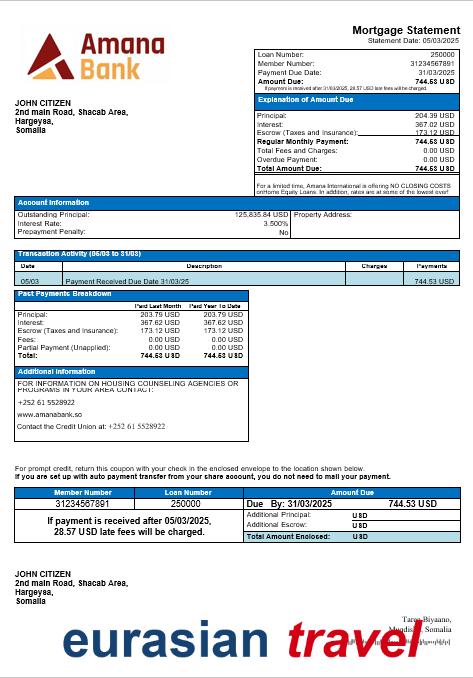 Amana
Bank
Mortgage Statement
Statement Date: 05/03/2025
Loan Number: 250000
Member Number: 31234567891
Payment Due Date: 31/03/2025
Amount Due: 744.53 USD
If payment is received after 31/03/2025, 28.57 USD late fees will be charged.
JOHN CITIZEN
2nd main Road, Shacab Area,
Hargeysa,
Somalia
Explanation of Amount Due
Principal: 204.39 USD
Interest: 367.02 USD
Escrow (Taxes and Insurance): 173.12 USD
Regular Monthly Payment: 744.53 USD
Total Fees and Charges: 0.00 USD
Overdue Payment: 0.00 USD
Total Amount Due: 744.53 USD
For a limited time, Amana International is offering NO CLOSING COSTS
onHome Equity Loans. In addition, rates are at some of the lowest ever!
Account Information
Outstanding Principal: 125,835.84 USD
Interest Rate: 3.500%
Prepayment Penalty: No
Property Address:
Transaction Activity (05/03 to 31/03)
Date Description Charges Payments
05/03 Payment Received Due Date 31/03/25 744.53 USD
Past Payments Breakdown
Paid Last Month Paid Year To Date
Principal: 203.79 USD 203.79 USD
Interest: 367.62 USD 367.62 USD
Escrow (Taxes and Insurance): 173.12 USD 173.12 USD
Fees: 0.00 USD 0.00 USD
Partial Payment (Unapplied): 0.00 USD 0.00 USD
Total: 744.53 USD 744.53 USD
Additional Information
FOR INFORMATION ON HOUSING COUNSELING AGENCIES OR
PROGRAMS IN YOUR AREA CONTACT:
+252 61 5528922
www.amanabank.so
Contact the Credit Union at: +252 61 5528922
For prompt credit, return this coupon with your check in the enclosed envelope to the location shown below.
If you are set up with auto payment transfer from your share account, you do not need to mail your payment.
Member Number Loan Number Amount Due
31234567891 250000 Due By: 31/03/2025 744.53 USD
If payment is received after 05/03/2025,
28.57 USD late fees will be charged.
Additional Principal: USD
Additional Escrow: USD
Total Amount Enclosed: USD
JOHN CITIZEN
2nd main Road, Shacab Area,
Hargeysa,
Somalia
Biyaano,
Somalia
eurasian travel